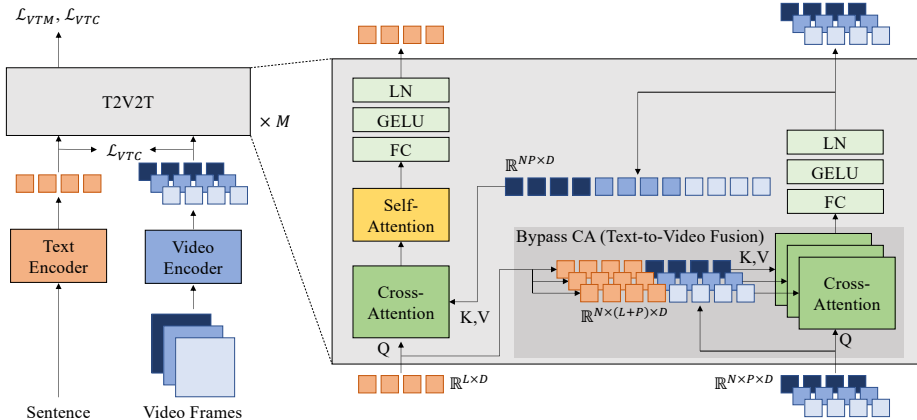 ℒ_VTM, ℒ_VTC
T2V2T
× M
ℒ_VTC
Text
Encoder
Video
Encoder
Sentence
Video Frames
LN
GELU
FC
Self-
Attention
Cross-
Attention
Q
K,V
ℝ^{L×D}
ℝ^{NP×D}
LN
GELU
FC
Bypass CA (Text-to-Video Fusion)
K,V
Cross-
Attention
ℝ^{N×(L+P)×D}
Q
ℝ^{N×P×D}